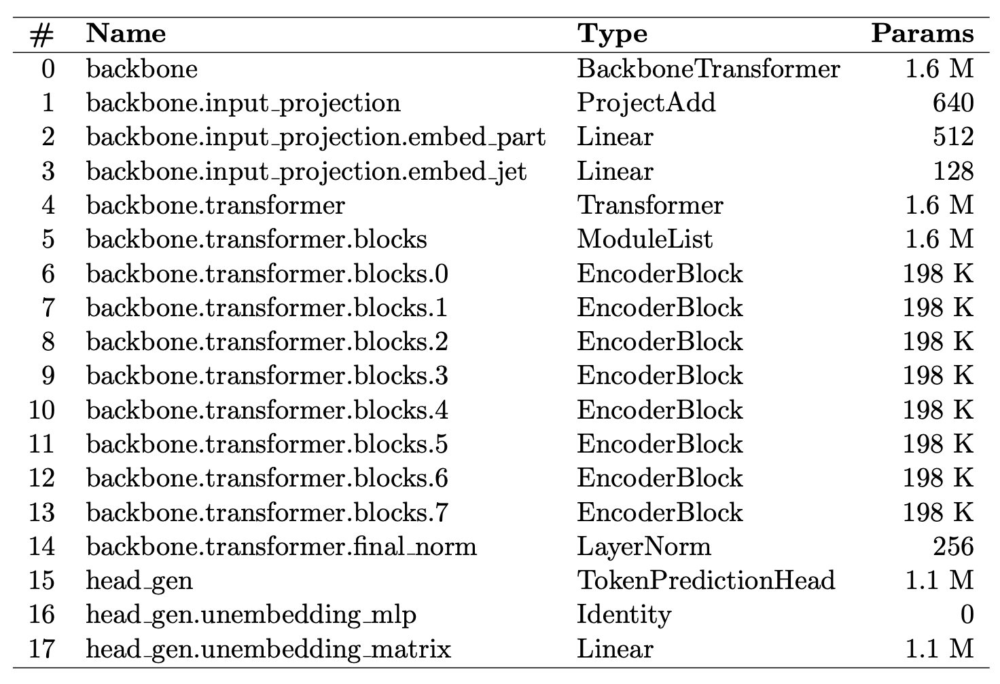 # Name Type Params
0 backbone BackboneTransformer 1.6 M
1 backbone.input_projection ProjectAdd 640
2 backbone.input_projection.embed_part Linear 512
3 backbone.input_projection.embed_jet Linear 128
4 backbone.transformer Transformer 1.6 M
5 backbone.transformer.blocks ModuleList 1.6 M
6 backbone.transformer.blocks.0 EncoderBlock 198 K
7 backbone.transformer.blocks.1 EncoderBlock 198 K
8 backbone.transformer.blocks.2 EncoderBlock 198 K
9 backbone.transformer.blocks.3 EncoderBlock 198 K
10 backbone.transformer.blocks.4 EncoderBlock 198 K
11 backbone.transformer.blocks.5 EncoderBlock 198 K
12 backbone.transformer.blocks.6 EncoderBlock 198 K
13 backbone.transformer.blocks.7 EncoderBlock 198 K
14 backbone.transformer.final_norm LayerNorm 256
15 head_gen TokenPredictionHead 1.1 M
16 head_gen.unembedding_mlp Identity 0
17 head_gen.unembedding_matrix Linear 1.1 M